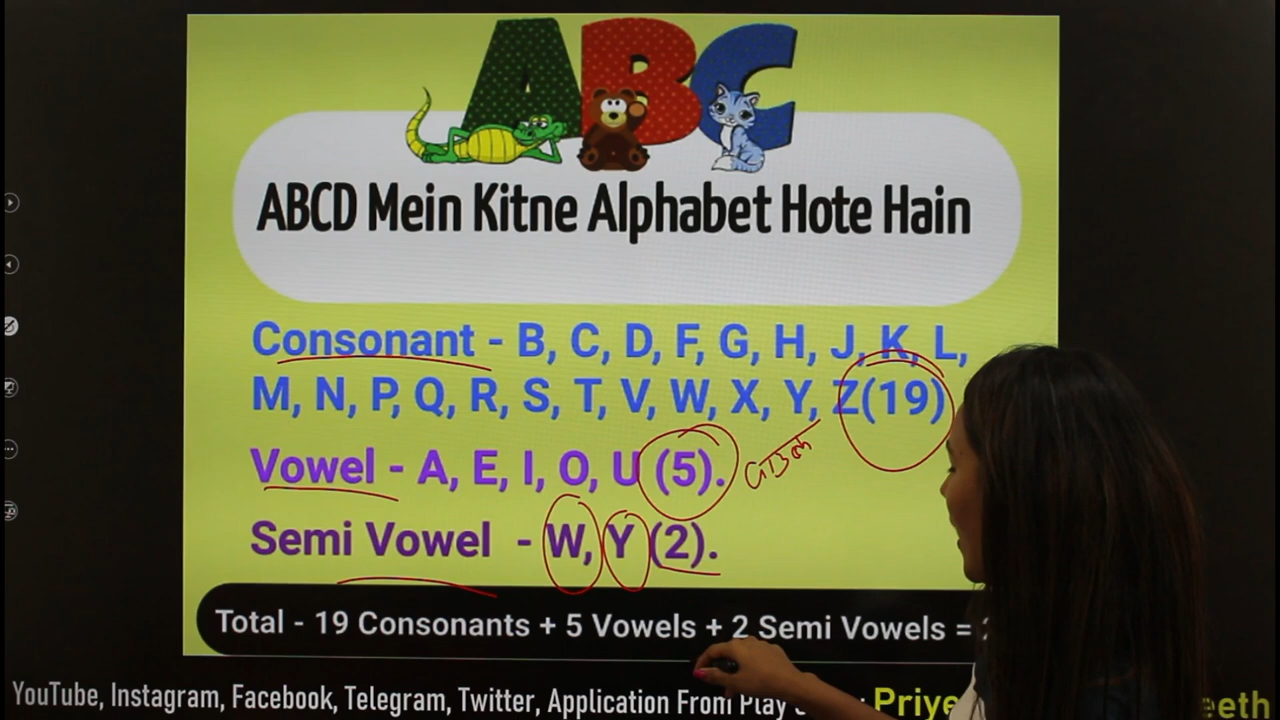 ABC
ABCD Mein Kitne Alphabet Hote Hain
Consonant - B, C, D, F, G, H, J, K, L,
M, N, P, Q, R, S, T, V, W, X, Y, Z(19)
Vowel - A, E, I, O, U (5).
Semi Vowel - W, Y (2).
Total - 19 Consonants + 5 Vowels + 2 Semi Vowels =
YouTube, Instagram, Facebook, Telegram, Twitter, Application From Play